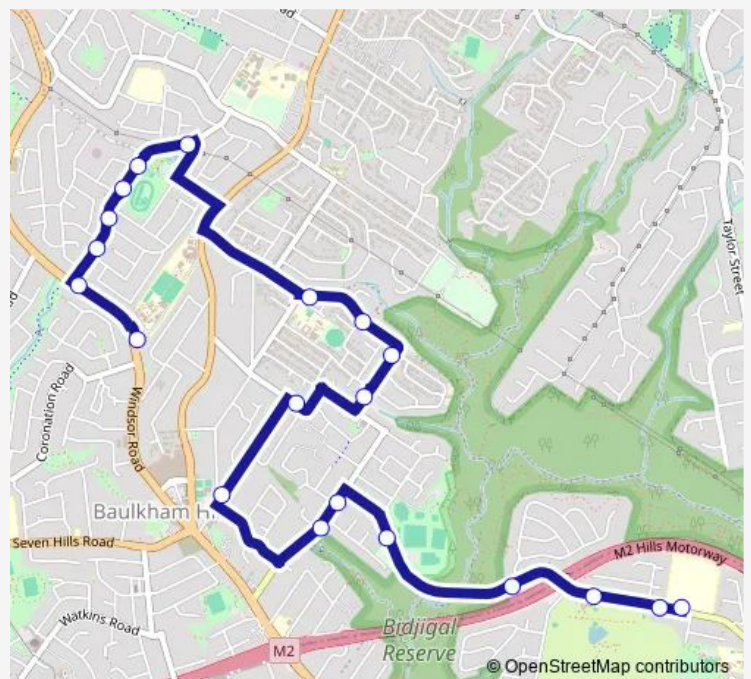 ad
Taylor Street
Coronation Road
Windsor Road
Baulkham H
Seven Hills Road
M2 Hills Motorway
Watkins Road
Bidjigal
Reserve
M2
© OpenStreetMap contributors